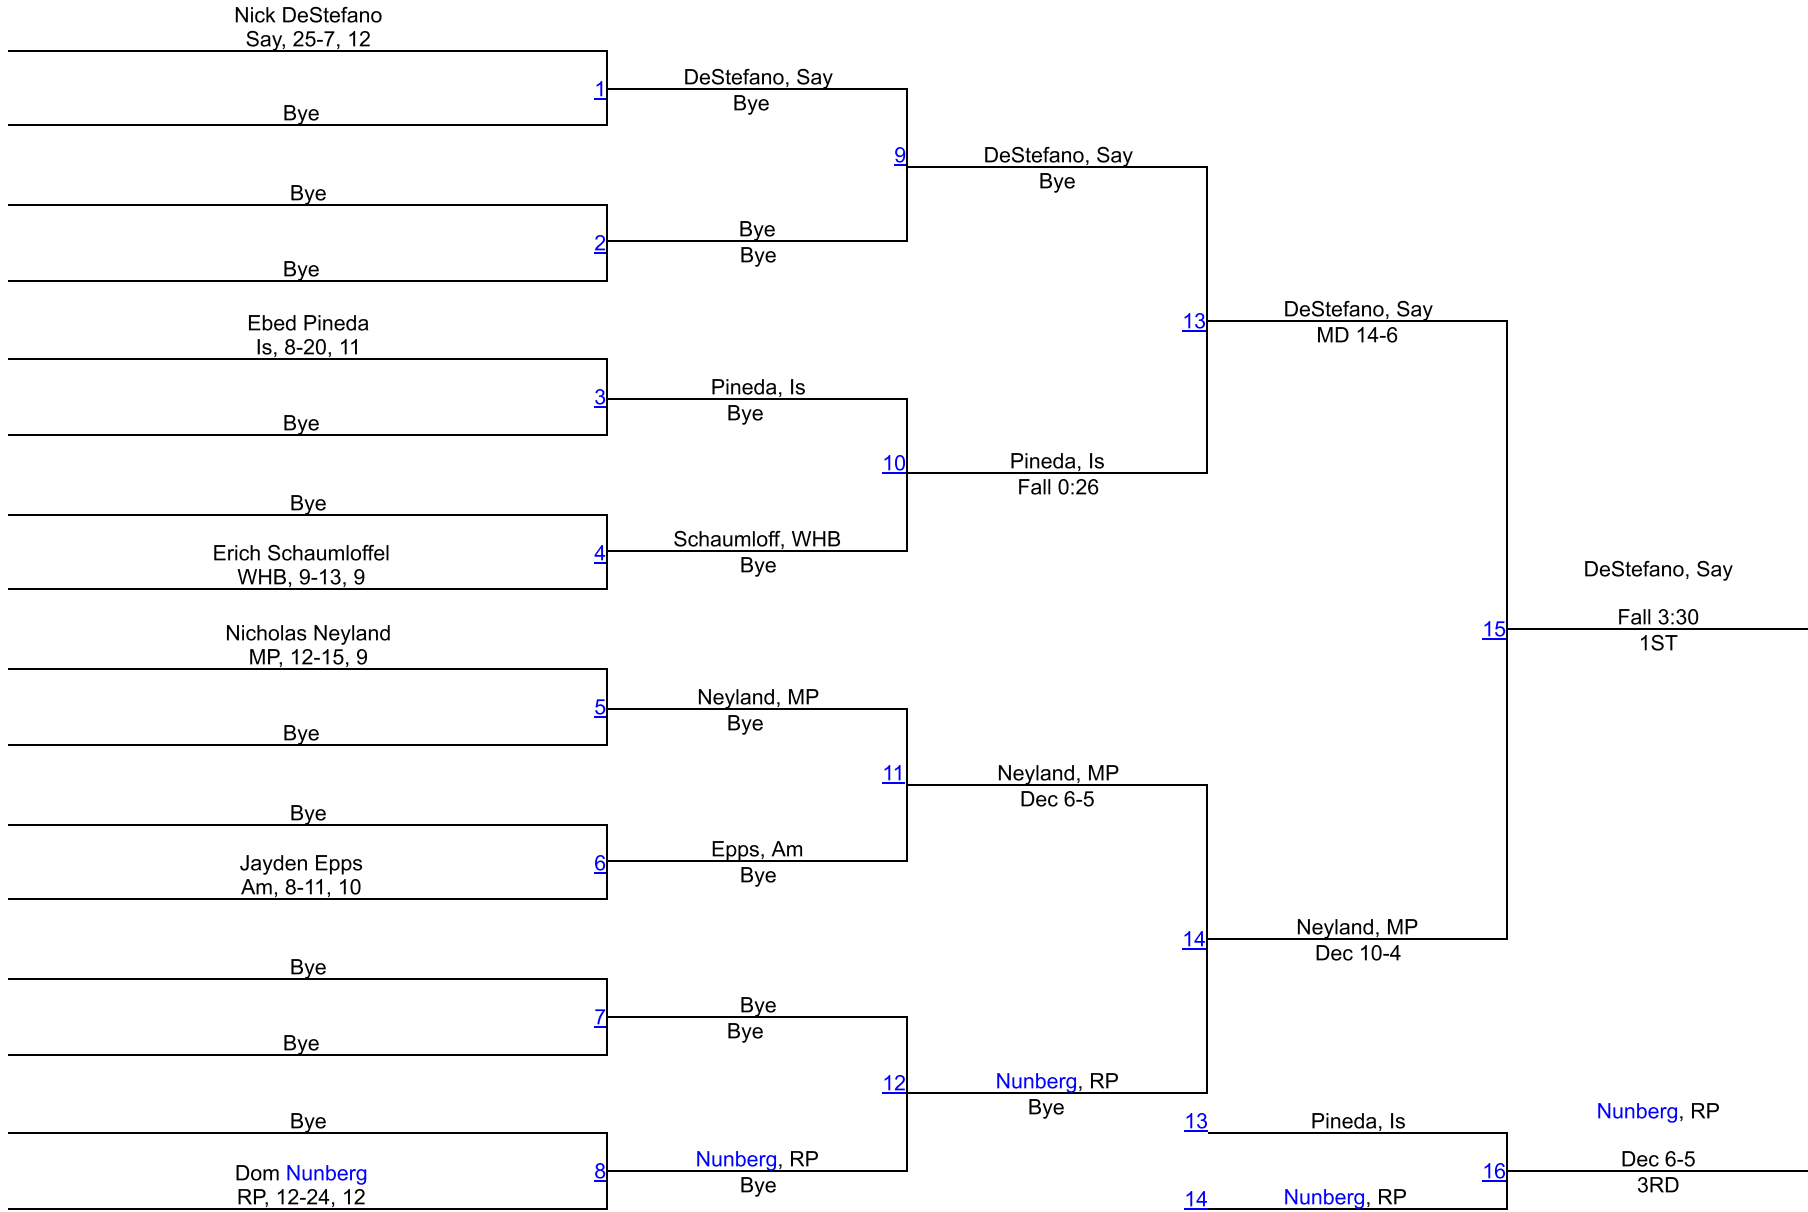 Nick DeStefano
Say, 25-7, 12
1
Bye
Bye
2
Bye
Ebed Pineda
Is, 8-20, 11
3
Bye
Bye
Erich Schaumloffel
4
WHB, 9-13, 9
Nicholas Neyland
MP, 12-15, 9
5
Bye
Bye
Jayden Epps
6
Am, 8-11, 10
Bye
7
Bye
Bye
Dom Nunberg
8
RP, 12-24, 12
DeStefano, Say
Bye
9
Bye
Bye
Pineda, Is
Bye
10
Schaumloff, WHB
Bye
Neyland, MP
Bye
11
Epps, Am
Bye
Bye
Bye
12
Nunberg, RP
Bye
DeStefano, Say
Bye
13
Pineda, Is
Fall 0:26
Neyland, MP
Dec 6-5
14
Nunberg, RP
Bye
DeStefano, Say
MD 14-6
15
Neyland, MP
Dec 10-4
DeStefano, Say
Fall 3:30
1ST
13
Pineda, Is
16
14
Nunberg, RP
Nunberg, RP
Dec 6-5
3RD